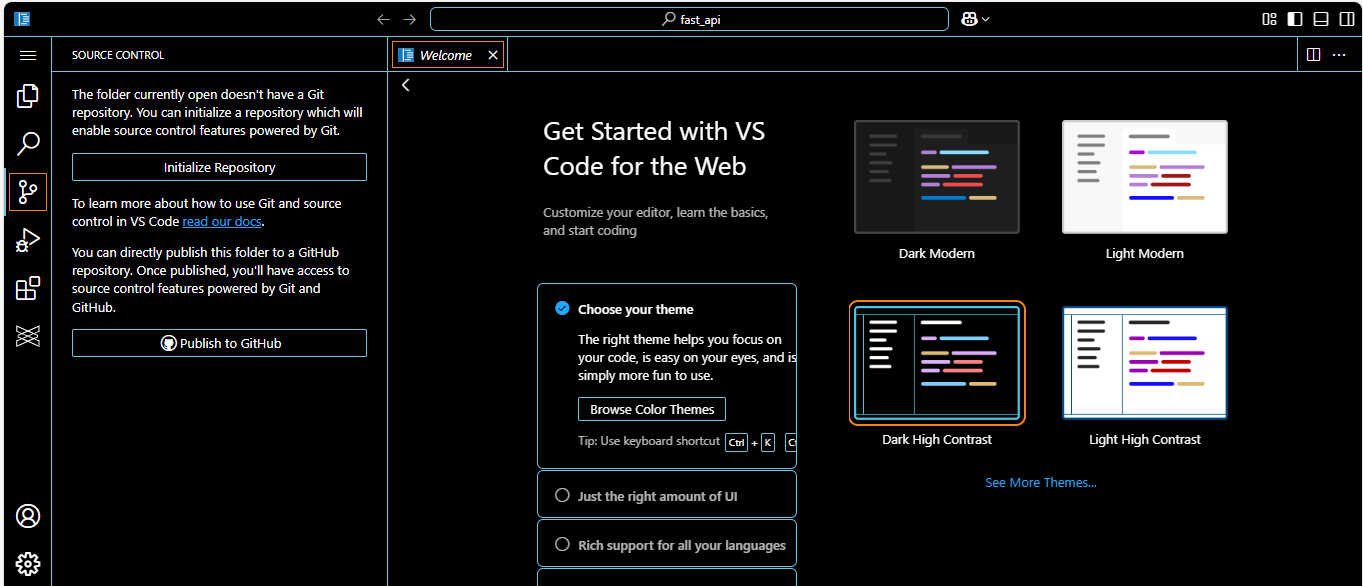 fast_api
SOURCE CONTROL
The folder currently open doesn't have a Git
repository. You can initialize a repository which will
enable source control features powered by Git.
Initialize Repository
To learn more about how to use Git and source
control in VS Code read our docs.
You can directly publish this folder to a GitHub
repository. Once published, you'll have access to
source control features powered by Git and
GitHub.
Publish to GitHub
Welcome
Get Started with VS
Code for the Web
Customize your editor, learn the basics,
and start coding
Choose your theme
The right theme helps you focus on
your code, is easy on your eyes, and is
simply more fun to use.
Browse Color Themes
Tip: Use keyboard shortcut Ctrl + K
Just the right amount of UI
Rich support for all your languages
Dark Modern
Light Modern
Dark High Contrast
Light High Contrast
See More Themes...